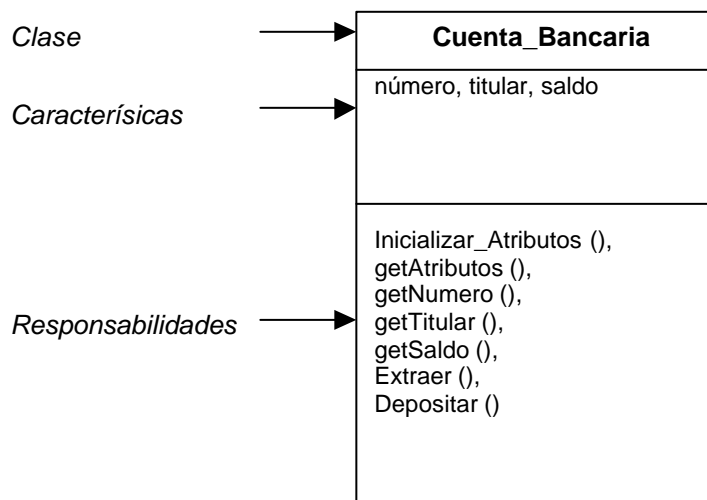 Clase
Cuenta_Bancaria
Caracterísicas
número, titular, saldo
Responsabilidades
Inicializar_Atributos (),
getAtributos (),
getNumero (),
getTitular (),
getSaldo (),
Extraer (),
Depositar ()